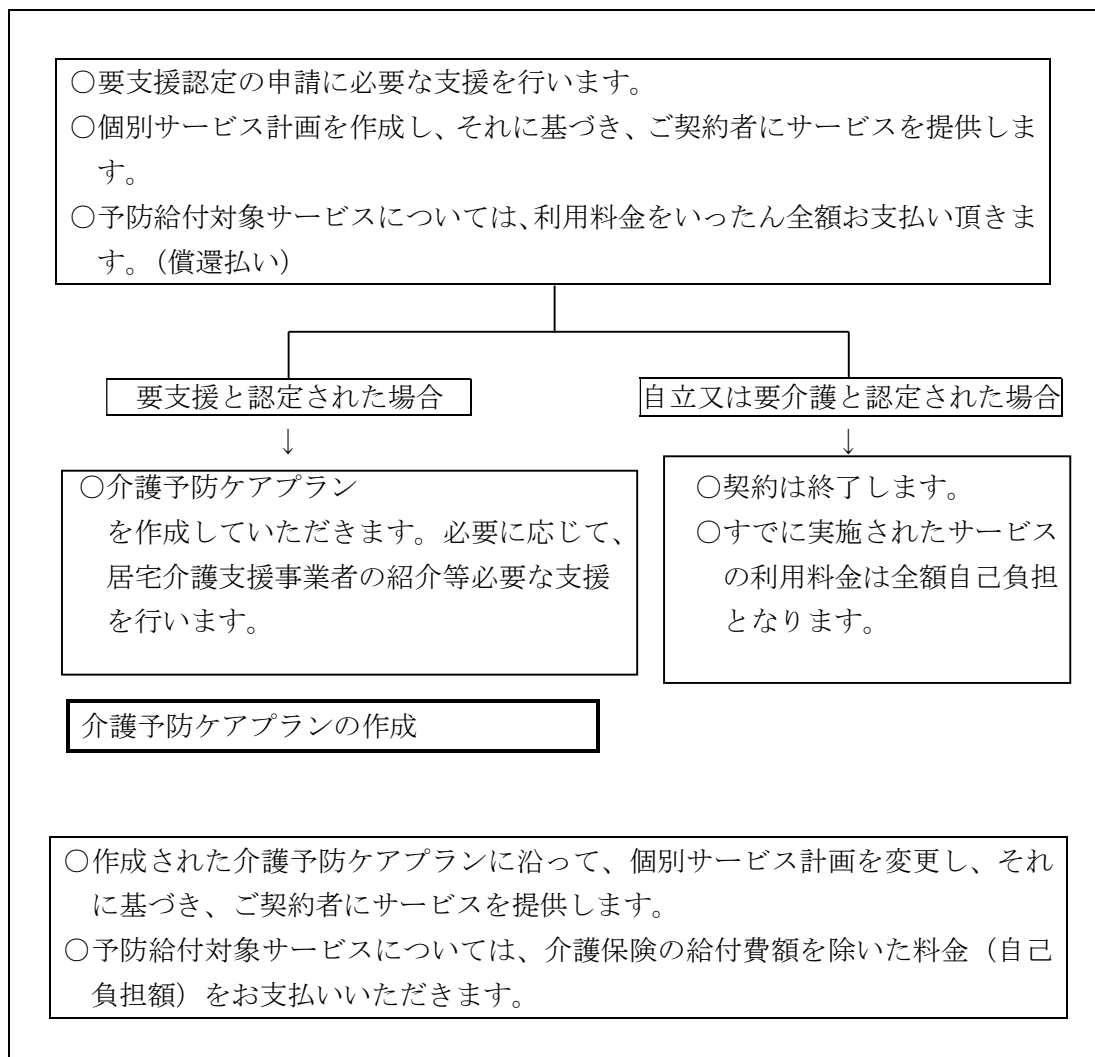 ○要支援認定の申請に必要な支援を行います。
○個別サービス計画を作成し、それに基づき、ご契約者にサービスを提供しま
す。
○予防給付対象サービスについては、利用料金をいったん全額お支払い頂きま
す。（償還払い）
要支援と認定された場合
↓
○介護予防ケアプラン
を作成していただきます。必要に応じて、
居宅介護支援事業者の紹介等必要な支援
を行います。
自立又は要介護と認定された場合
↓
○契約は終了します。
○すでに実施されたサービス
の利用料金は全額自己負担
となります。
介護予防ケアプランの作成
○作成された介護予防ケアプランに沿って、個別サービス計画を変更し、それ
に基づき、ご契約者にサービスを提供します。
○予防給付対象サービスについては、介護保険の給付費額を除いた料金（自己
負担額）をお支払いいただきます。